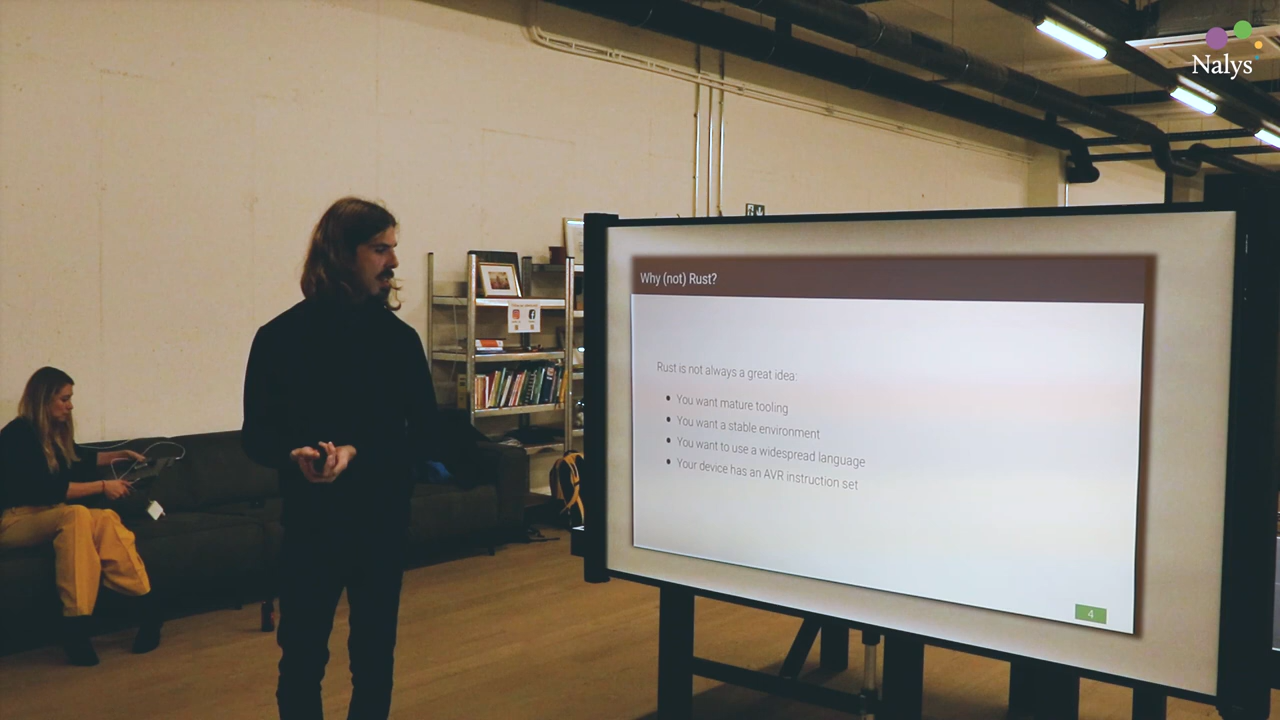 Nalys
Why (not) Rust?
Rust is not always a great idea:
You want mature tooling
You want a stable environment
You want to use a widespread language
Your device has an AVR instruction set
4